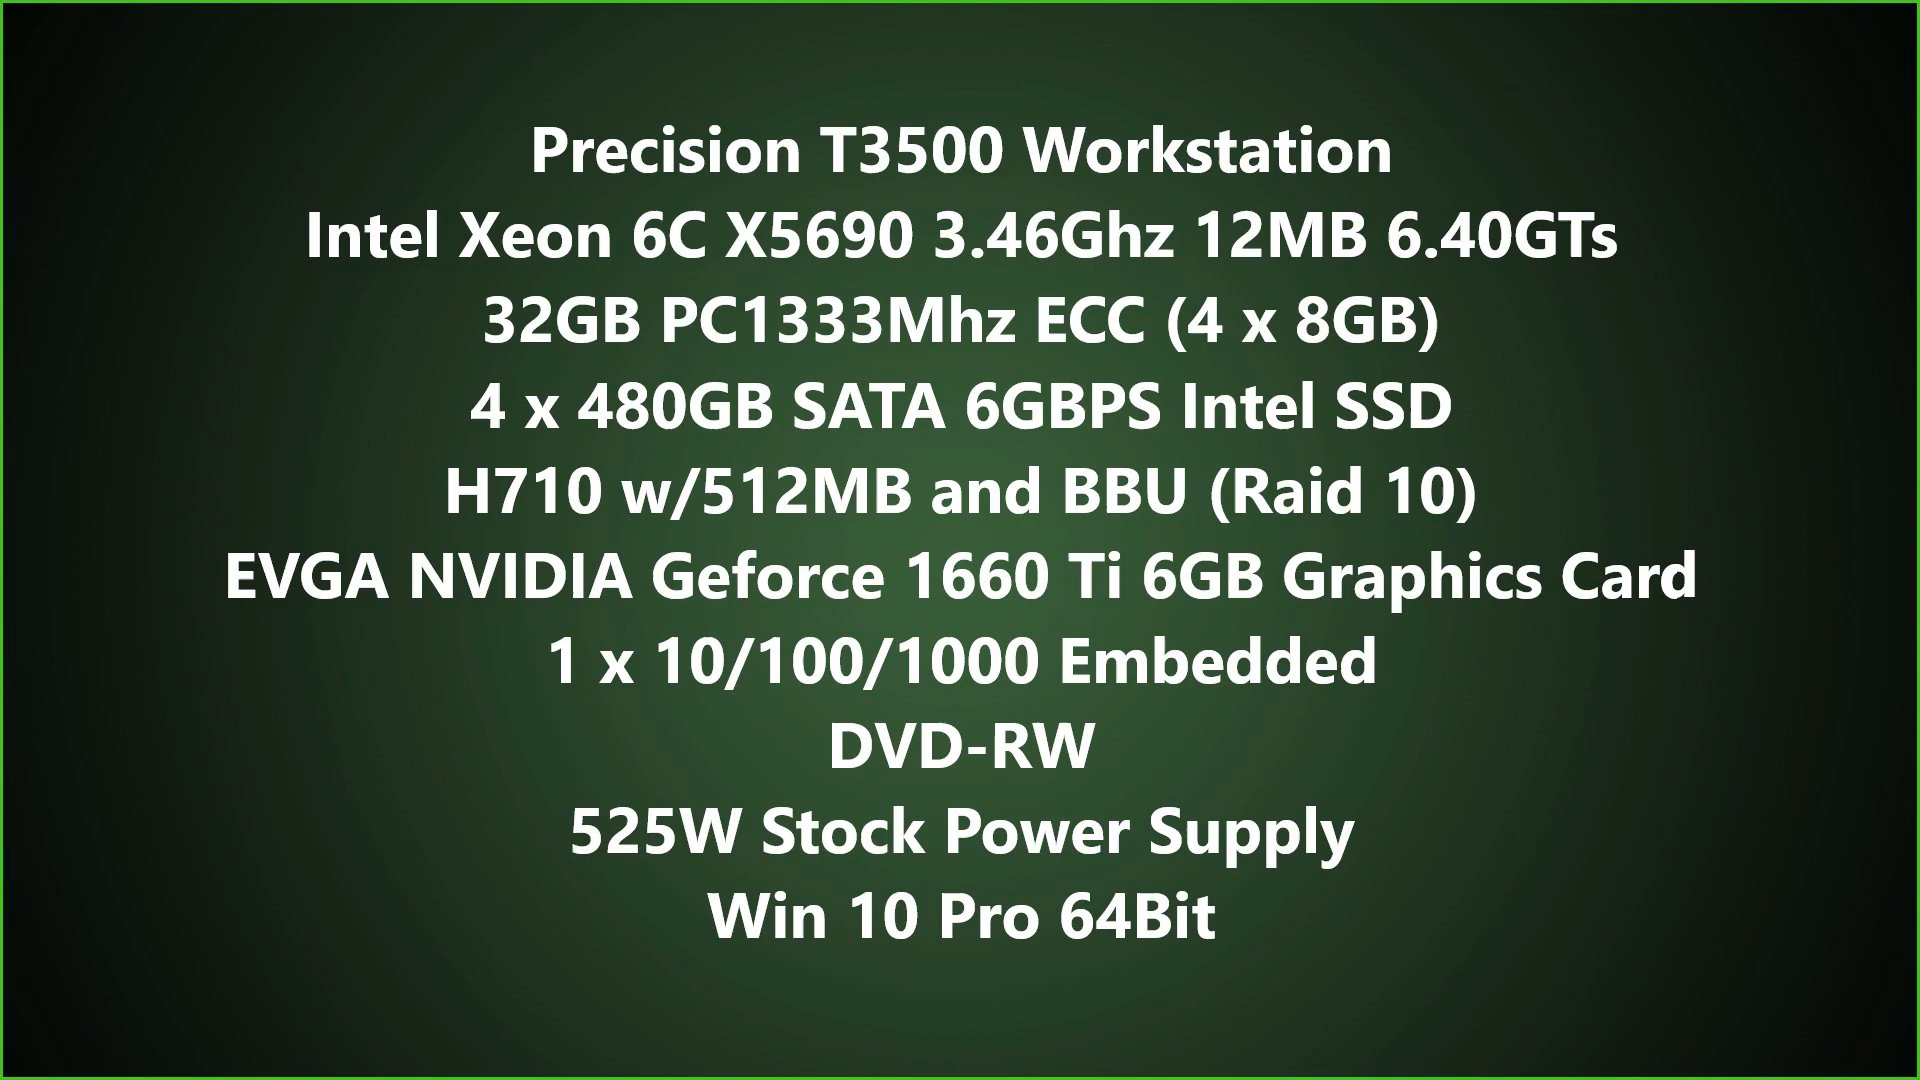 Precision T3500 Workstation
Intel Xeon 6C X5690 3.46Ghz 12MB 6.40GTs
32GB PC1333Mhz ECC (4 x 8GB)
4 x 480GB SATA 6GBPS Intel SSD
H710 w/512MB and BBU (Raid 10)
EVGA NVIDIA Geforce 1660 Ti 6GB Graphics Card
1 x 10/100/1000 Embedded
DVD-RW
525W Stock Power Supply
Win 10 Pro 64Bit